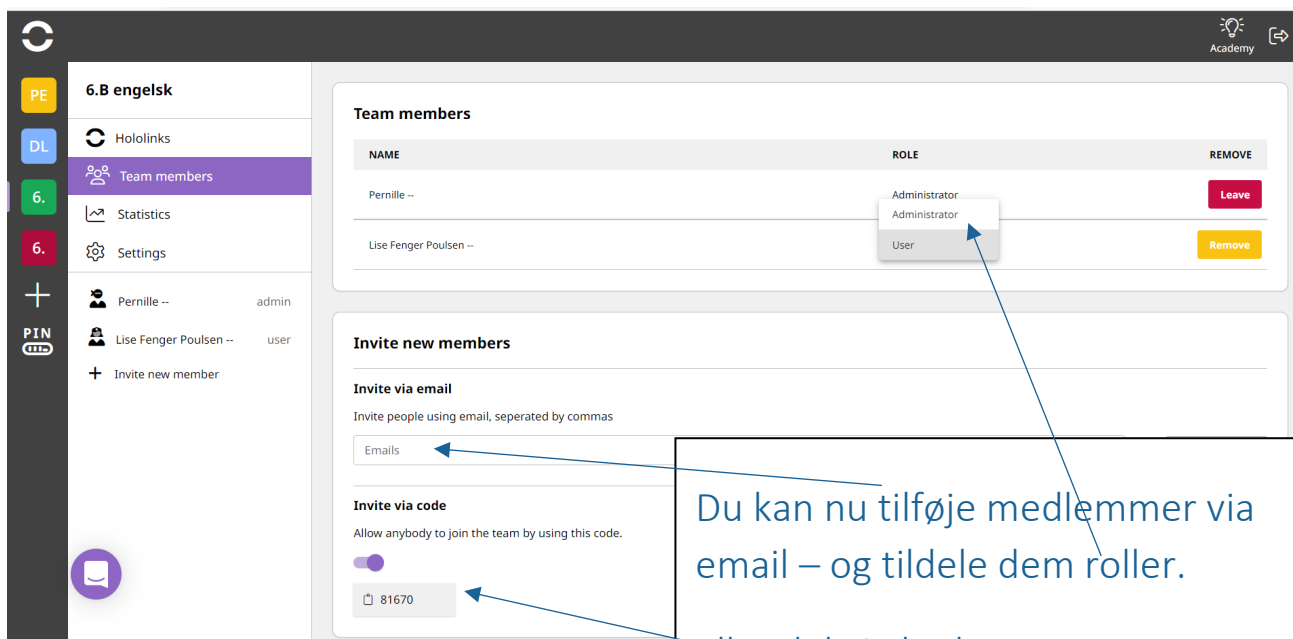 Academy
PE
DL
6.
6.
PIN
6.B engelsk
Hololinks
Team members
Statistics
Settings
Pernille -- admin
Lise Fenger Poulsen -- user
Invite new member
Team members
NAME ROLE REMOVE
Pernille -- Administrator Leave
Administrator
Lise Fenger Poulsen -- User Remove
Invite new members
Invite via email
Invite people using email, seperated by commas
Emails
Invite via code
Allow anybody to join the team by using this code.
81670
Du kan nu tilføje medlemmer via
email – og tildele dem roller.